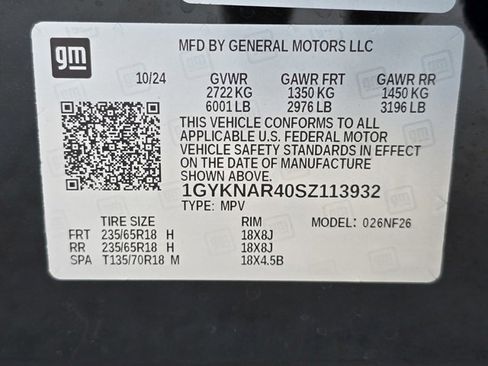 gm
MFD BY GENERAL MOTORS LLC
10/24 GVWR GAWR FRT GAWR RR
2722 KG 1350 KG 1450 KG
6001 LB 2976 LB 3196 LB
THIS VEHICLE CONFORMS TO ALL
APPLICABLE U.S. FEDERAL MOTOR
VEHICLE SAFETY STANDARDS IN EFFECT
ON THE DATE OF MANUFACTURE
SHOWN ABOVE.
1GYKNAR40SZ113932
TYPE: MPV
TIRE SIZE RIM MODEL: 026NF26
FRT 235/65R18 H 18X8J
RR 235/65R18 H 18X8J
SPA T135/70R18 M 18X4.5B